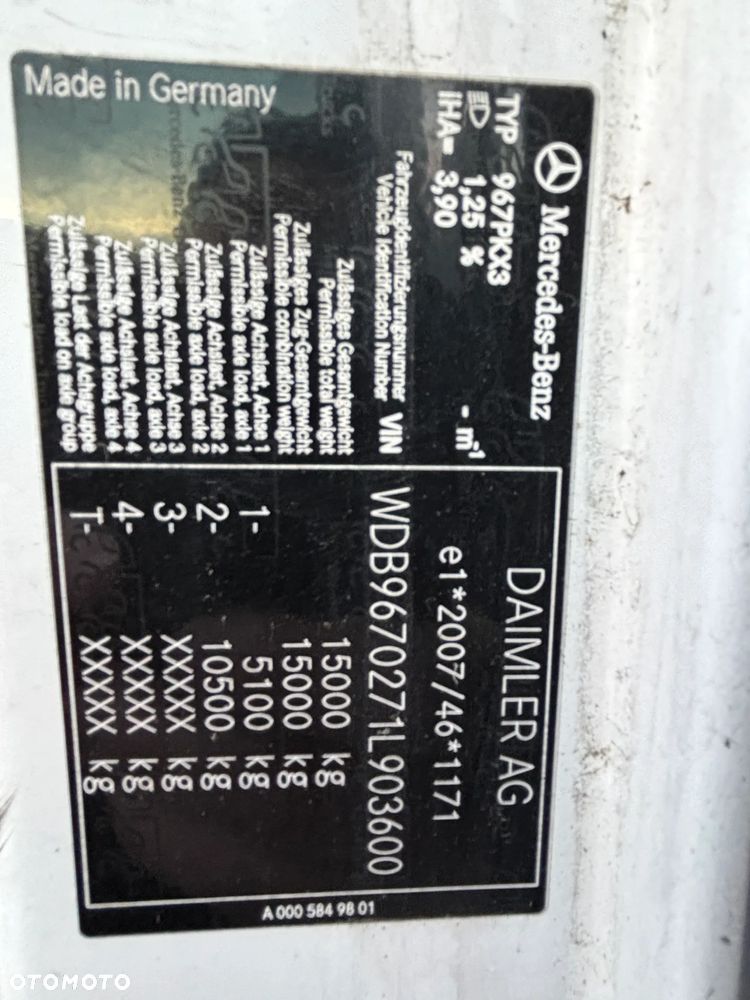 Mercedes-Benz
TYP 967PKX3
1,25 %
IHA= 3,90
- m-1
DAIMLER AG
e1*2007/46*1171
Fahrzeugidentifizierungsnummer
Vehicle Identification Number
VIN
WDB9670271L903600
Zulässiges Gesamtgewicht
Permissible total weight
15000 kg
Zulässiges Zug-Gesamtgewicht
Permissible combination weight
15000 kg
Zulässige Achslast, Achse 1
Permissible axle load, axle 1
1- 5100 kg
Zulässige Achslast, Achse 2
Permissible axle load, axle 2
2- 10500 kg
Zulässige Achslast, Achse 3
Permissible axle load, axle 3
3- XXXXX kg
Zulässige Achslast, Achse 4
Permissible axle load, axle 4
4- XXXXX kg
Zulässige Last der Achsgruppe
Permissible load on axle group
T- XXXXX kg
Made in Germany
A 000 584 98 01
OTOMOTO